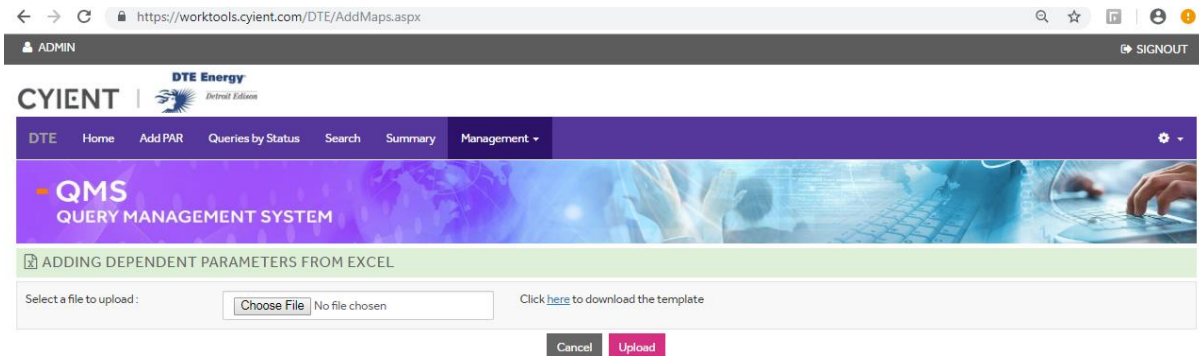 https://worktools.cyient.com/DTE/AddMaps.aspx
ADMIN SIGNOUT
CYIENT DTE Energy
Detroit Edison
DTE Home Add PAR Queries by Status Search Summary Management
- QMS
QUERY MANAGEMENT SYSTEM
ADDING DEPENDENT PARAMETERS FROM EXCEL
Select a file to upload : Choose File No file chosen Click here to download the template
Cancel Upload